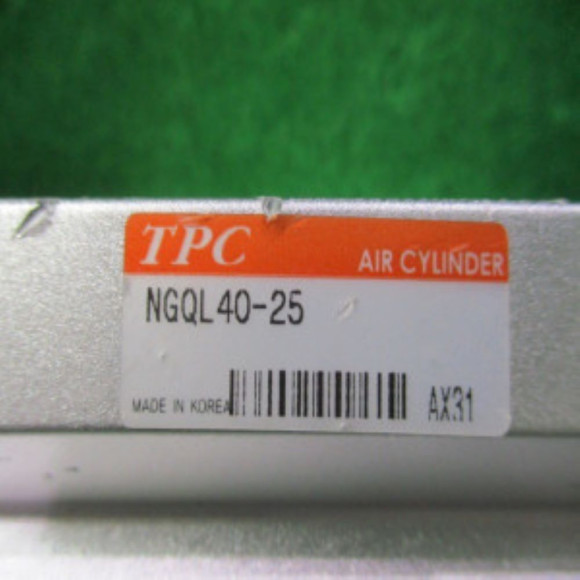 TPC
AIR CYLINDER
NGQL40-25
MADE IN KOREA
AX31